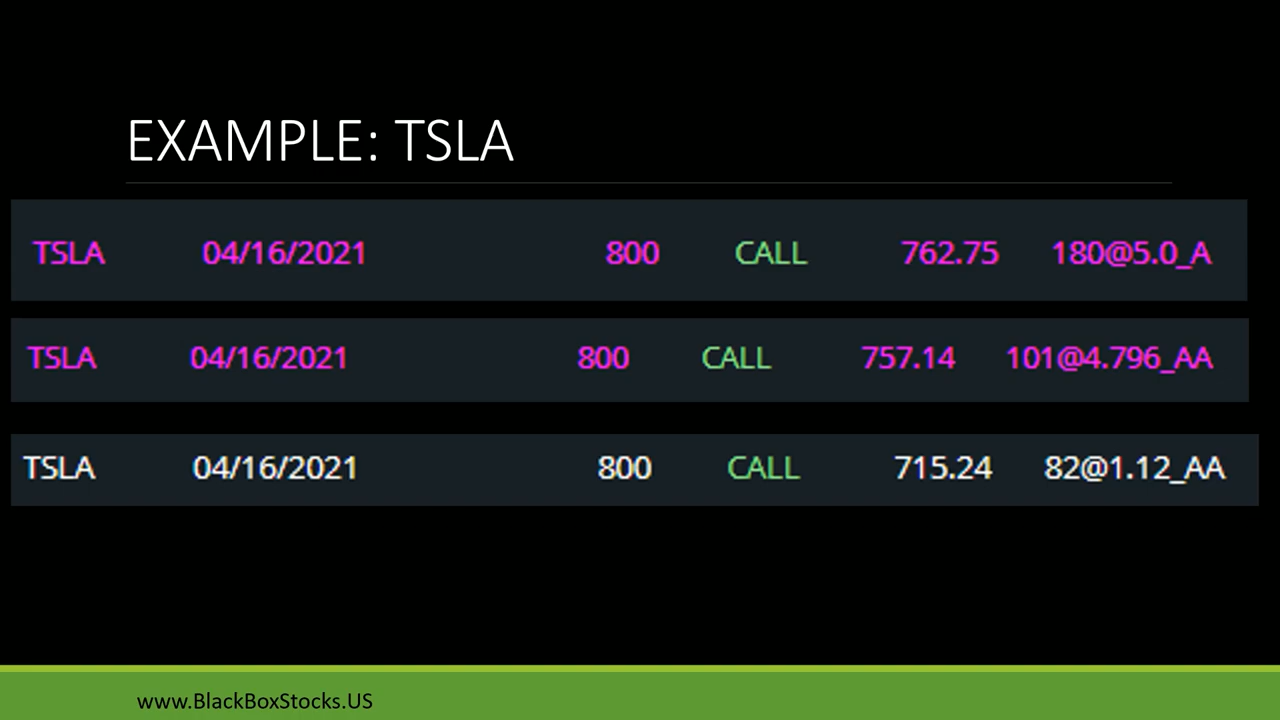 EXAMPLE: TSLA
TSLA 04/16/2021 800 CALL 762.75 180@5.0_A
TSLA 04/16/2021 800 CALL 757.14 101@4.796_AA
TSLA 04/16/2021 800 CALL 715.24 82@1.12_AA
www.BlackBoxStocks.US